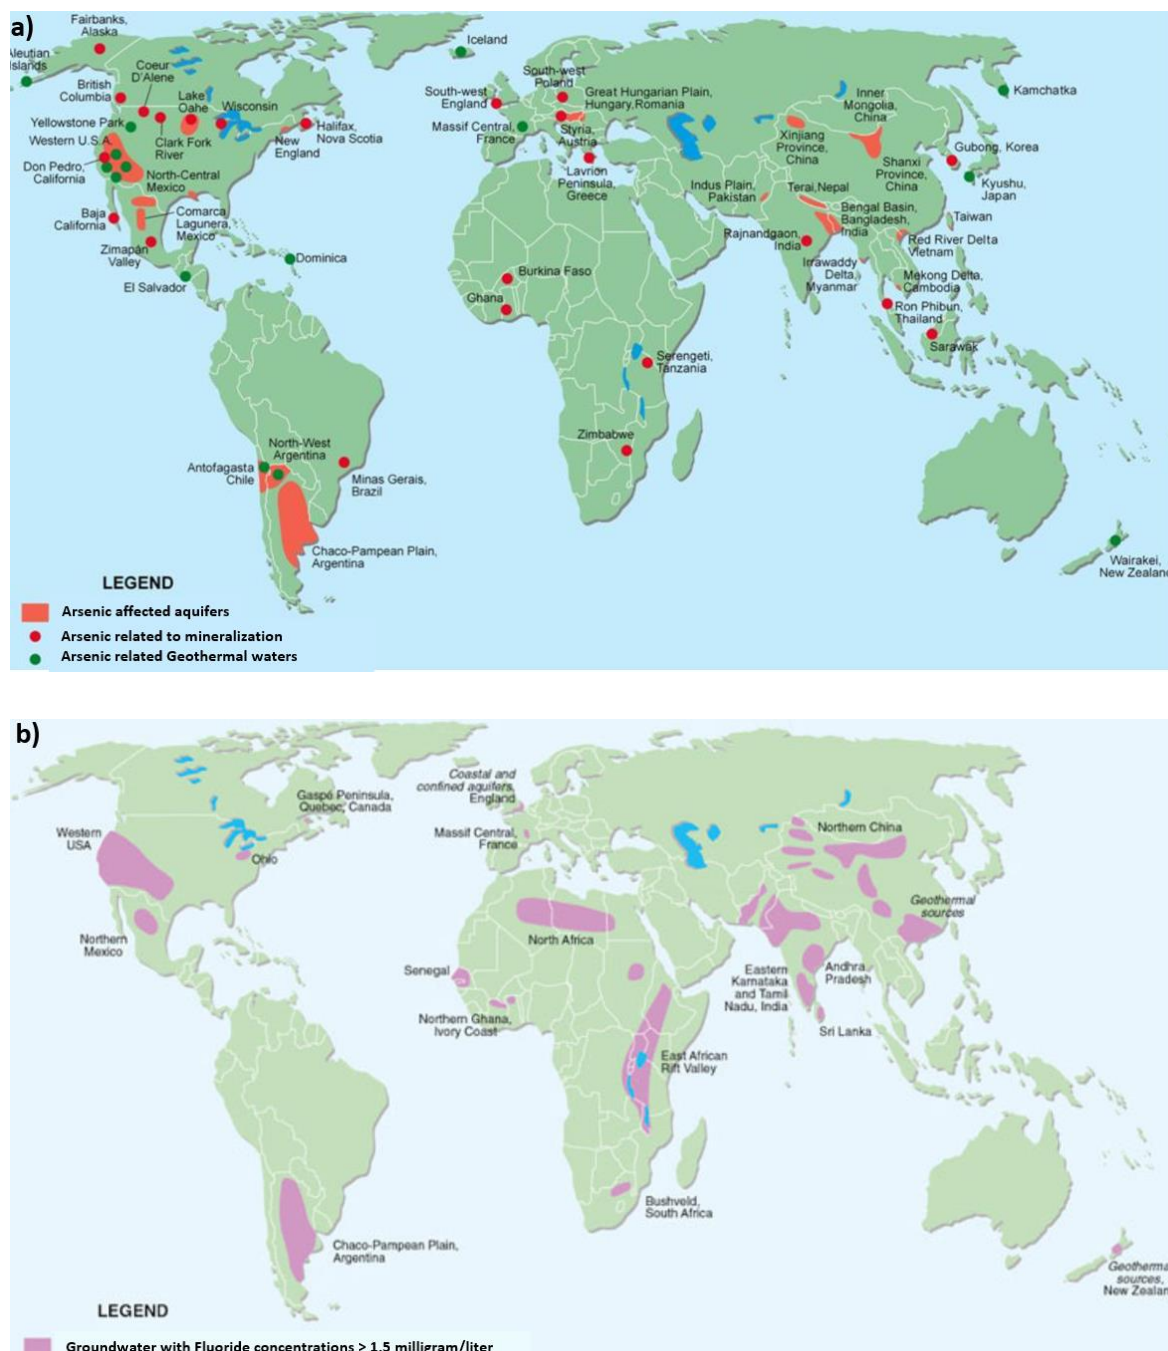 a)
Fairbanks,
Alaska
Aleutian
Islands
Iceland
Coeur
D'Alene
British
Columbia
Lake
Oahe
Wisconsin
Yellowstone Park
Western U.S.A.
Clark Fork
River
New
England
Halifax,
Nova Scotia
Don Pedro,
California
North-Central
Mexico
Baja
California
Comarca
Lagunera,
Mexico
Zimapán
Valley
El Salvador
Dominica
South-west
Poland
South-west
England
Great Hungarian Plain,
Hungary,Romania
Massif Central,
France
Styria,
Austria
Lavrion
Peninsula,
Greece
Kamchatka
Inner
Mongolia,
China
Xinjiang
Province,
China
Gubong, Korea
Shanxi
Province,
China
Kyushu,
Japan
Indus Plain,
Pakistan
Terai,Nepal
Bengal Basin,
Bangladesh,
India
Taiwan
Rajnandgaon,
India
Red River Delta
Vietnam
Irrawaddy
Delta,
Myanmar
Mekong Delta,
Cambodia
Ron Phibun,
Thailand
Sarawak
Burkina Faso
Ghana
Serengeti,
Tanzania
Zimbabwe
North-West
Argentina
Antofagasta
Chile
Minas Gerais,
Brazil
Chaco-Pampean Plain,
Argentina
Wairakei,
New Zealan
LEGEND
Arsenic affected aquifers
Arsenic related to mineralization
Arsenic related Geothermal waters
b)
Coastal and
confined aquifers,
England
Gaspé Peninsula,
Quebec, Canada
Western
USA
Ohio
Massif Central,
France
Northern China
Geothermal
sources
Northern
Mexico
North Africa
Senegal
Northern Ghana,
Ivory Coast
Eastern
Karnataka
and Tamil
Nadu, India
Andhra
Pradesh
Sri Lanka
East African
Rift Valley
Bushveld,
South Africa
Chaco-Pampean Plain,
Argentina
Geotherma
sources,
New Zealan
LEGEND
Groundwater with Fluoride concentrations > 1.5 milligram/liter